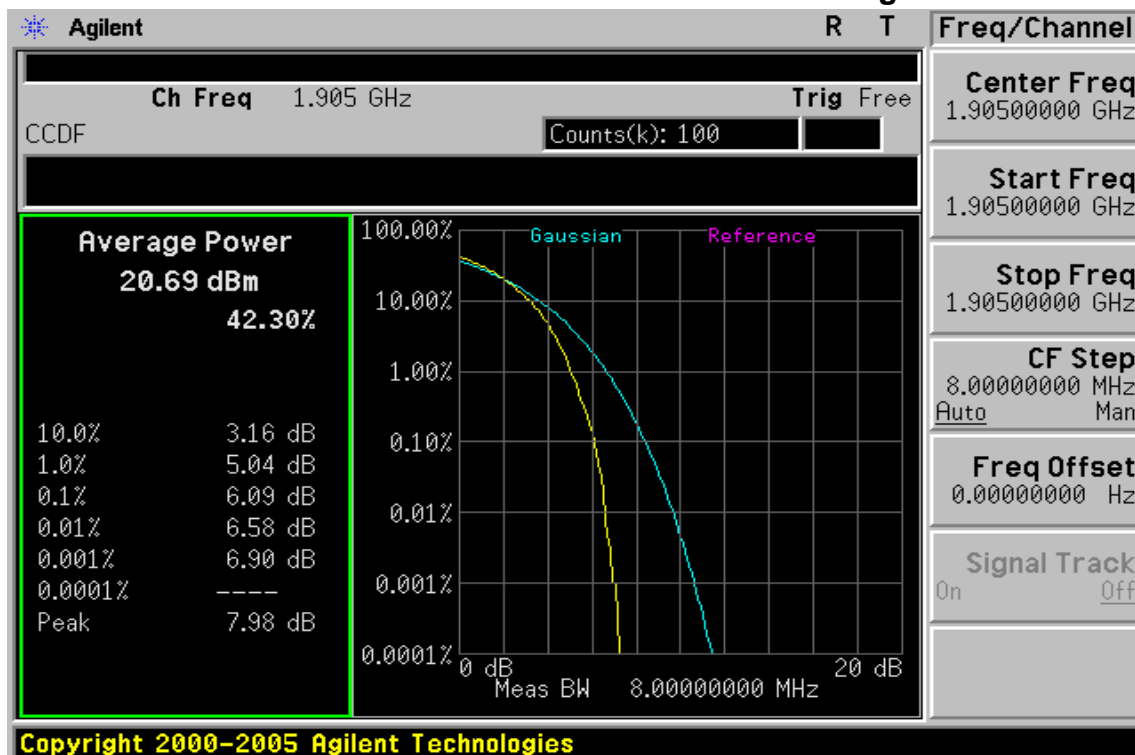 Agilent R T
Freq/Channel
Ch Freq 1.905 GHz Trig Free
CCDF Counts(k): 100
Average Power
20.69 dBm
42.30%
10.0% 3.16 dB
1.0% 5.04 dB
0.1% 6.09 dB
0.01% 6.58 dB
0.001% 6.90 dB
0.0001% ----
Peak 7.98 dB
Gaussian Reference
100.00%
10.00%
1.00%
0.10%
0.01%
0.001%
0.0001%
0 dB 20 dB
Meas BW 8.00000000 MHz
Center Freq
1.90500000 GHz
Start Freq
1.90500000 GHz
Stop Freq
1.90500000 GHz
CF Step
8.00000000 MHz
Auto Man
Freq Offset
0.00000000 Hz
Signal Track
On Off
Copyright 2000-2005 Agilent Technologies